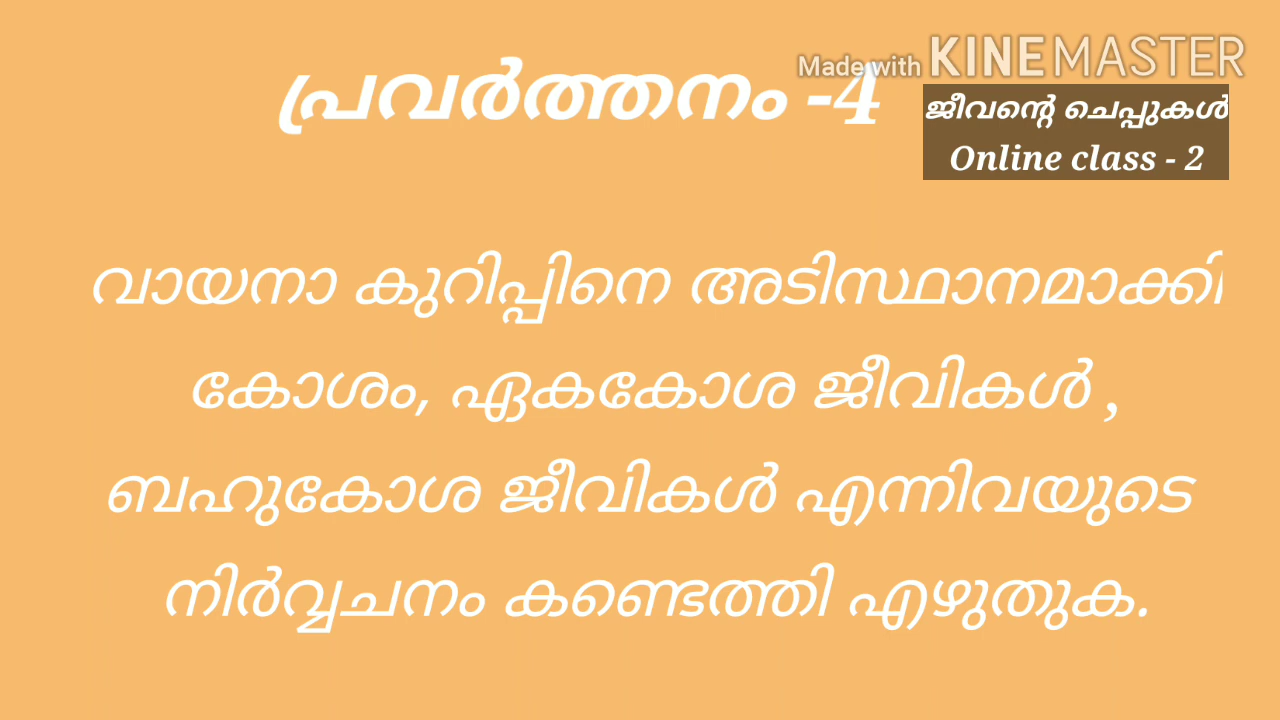 Made with KINEMASTER
പ്രവർത്തനം -4
ജീവന്റെ ചെപ്പുകൾ
Online class - 2
വായനാ കുറിപ്പിനെ അടിസ്ഥാനമാക്കി
കോശം, ഏകകോശ ജീവികൾ ,
ബഹുകോശ ജീവികൾ എന്നിവയുടെ
നിർവ്വചനം കണ്ടെത്തി എഴുതുക.